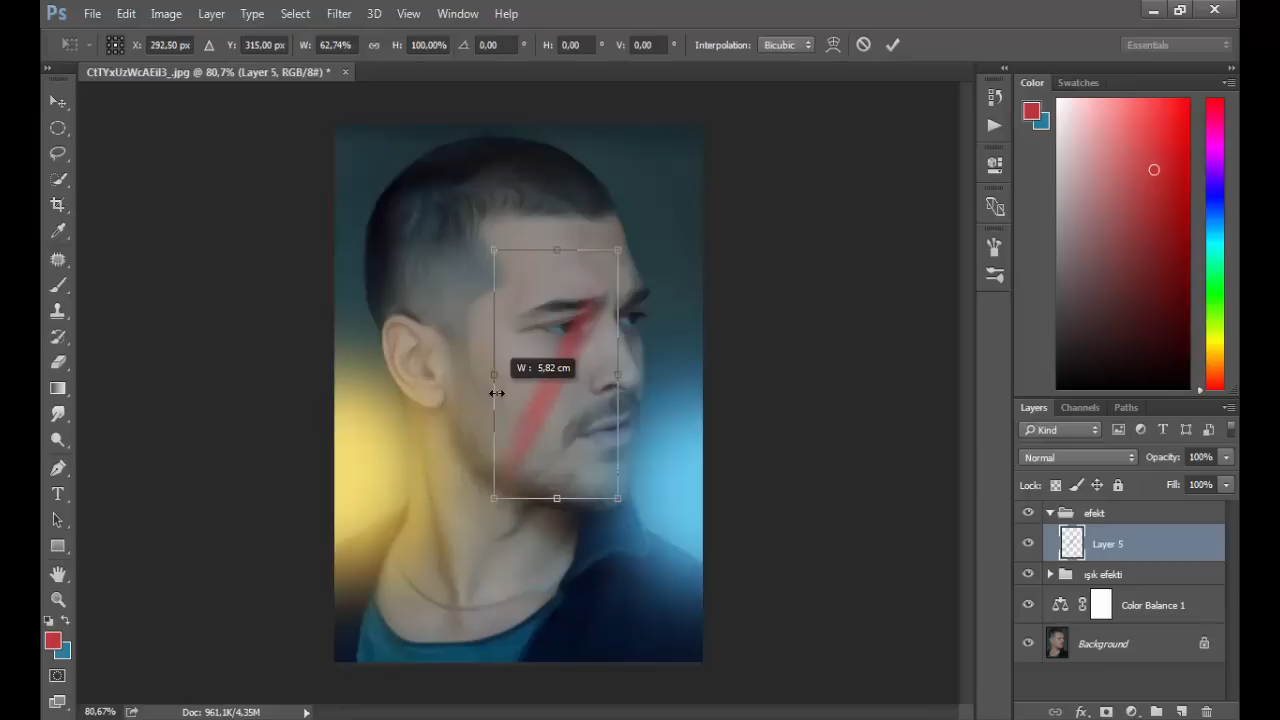 Ps File Edit Image Layer Type Select Filter 3D View Window Help
X: 292,50 px Y: 315,00 px W: 62,74% H: 100,00% 0,00 ° H: 0,00 ° V: 0,00 ° Interpolation: Bicubic Essentials
CtTYxUzWcAEil3_.jpg @ 80,7% (Layer 5, RGB/8#) * ×
Color Swatches
W : 5,82 cm
Layers Channels Paths
Kind
Normal Opacity: 100%
Lock: Fill: 100%
efekt
Layer 5
ışık efekti
Color Balance 1
Background
80,67% Doc: 961,1K/4,35M
fx